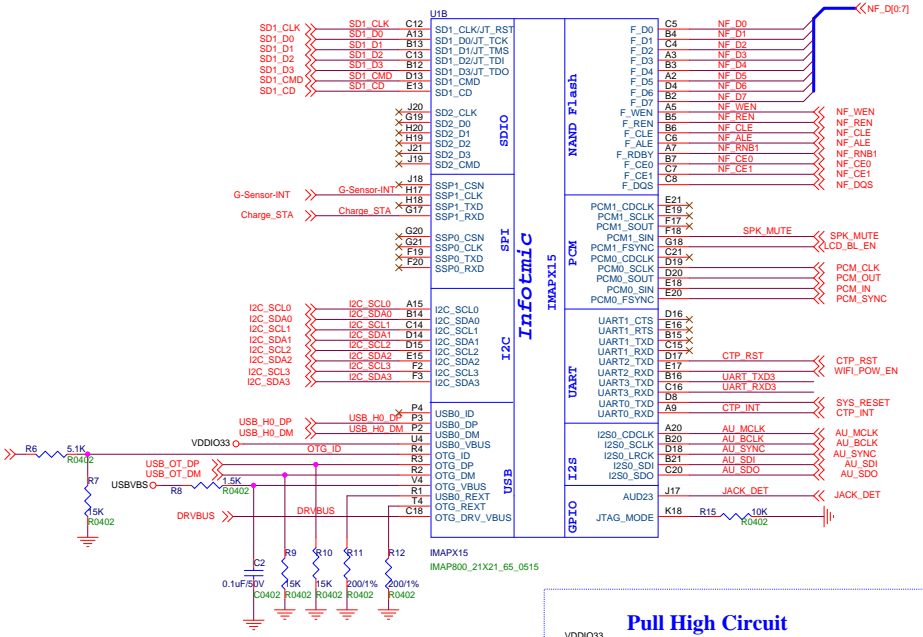 U1B
NF_D[0:7]
SD1_CLK SD1_CLK C12 SD1_CLK/JT_RST
SD1_D0 SD1_D0 A13 SD1_D0/JT_TCK
SD1_D1 SD1_D1 B13 SD1_D1/JT_TMS
SD1_D2 SD1_D2 C13 SD1_D2/JT_TDI
SD1_D3 SD1_D3 B12 SD1_D3/JT_TDO
SD1_CMD SD1_CMD D13 SD1_CMD
SD1_CD SD1_CD E13 SD1_CD
J20 SD2_CLK
G19 SD2_D0
H20 SD2_D1
H19 SD2_D2
J21 SD2_D3
J19 SD2_CMD
SDIO
J18 SSP1_CSN
G-Sensor-INT G-Sensor-INT H17 SSP1_CLK
H18 SSP1_TXD
Charge_STA Charge_STA G17 SSP1_RXD
G20 SSP0_CSN
G21 SSP0_CLK
F19 SSP0_TXD
F20 SSP0_RXD
SPI
I2C_SCL0 I2C_SCL0 A15 I2C_SCL0
I2C_SDA0 I2C_SDA0 B14 I2C_SDA0
I2C_SCL1 I2C_SCL1 C14 I2C_SCL1
I2C_SDA1 I2C_SDA1 D14 I2C_SDA1
I2C_SCL2 I2C_SCL2 D15 I2C_SCL2
I2C_SDA2 I2C_SDA2 E15 I2C_SDA2
I2C_SCL3 I2C_SCL3 F2 I2C_SCL3
I2C_SDA3 I2C_SDA3 F3 I2C_SDA3
I2C
P4 USB0_ID
USB_H0_DP USB_H0_DP P3 USB0_DP
USB_H0_DM USB_H0_DM P2 USB0_DM
VDDIO33 U4 USB0_VBUS
OTG_ID R4 OTG_ID
USB_OT_DP R3 OTG_DP
USB_OT_DM R2 OTG_DM
USBVBS V4 OTG_VBUS
R1 USB0_REXT
T4 OTG_REXT
DRVBUS DRVBUS C18 OTG_DRV_VBUS
USB
Infotmic
IMAPX15
F_D0 C5 NF_D0
F_D1 B4 NF_D1
F_D2 C4 NF_D2
F_D3 A3 NF_D3
F_D4 B3 NF_D4
F_D5 A2 NF_D5
F_D6 D4 NF_D6
F_D7 B2 NF_D7
F_WEN A5 NF_WEN NF_WEN
F_REN B5 NF_REN NF_REN
F_CLE B6 NF_CLE NF_CLE
F_ALE C6 NF_ALE NF_ALE
F_RDBY A7 NF_RNB1 NF_RNB1
F_CE0 B7 NF_CE0 NF_CE0
F_CE1 C7 NF_CE1 NF_CE1
F_DQS C8 NF_DQS
NAND Flash
PCM1_CDCLK E21
PCM1_SCLK E19
PCM1_SOUT F17
PCM1_SIN F18 SPK_MUTE SPK_MUTE
PCM1_FSYNC G18 LCD_BL_EN
PCM0_CDCLK C21
PCM0_SCLK D19 PCM_CLK
PCM0_SOUT D20 PCM_OUT
PCM0_SIN E18 PCM_IN
PCM0_FSYNC E20 PCM_SYNC
PCM
UART1_CTS D16
UART1_RTS E16
UART1_TXD B15
UART1_RXD C15
UART2_TXD D17 CTP_RST CTP_RST
UART2_RXD E17 WIFI_POW_EN
UART3_TXD B16 UART_TXD3
UART3_RXD C16 UART_RXD3
UART0_TXD D8 SYS_RESET
UART0_RXD A9 CTP_INT CTP_INT
UART
I2S0_CDCLK A20 AU_MCLK AU_MCLK
I2S0_SCLK B20 AU_BCLK AU_BCLK
I2S0_LRCK D18 AU_SYNC AU_SYNC
I2S0_SDI B21 AU_SDI AU_SDI
I2S0_SDO C20 AU_SDO AU_SDO
I2S
AUD23 J17 JACK_DET JACK_DET
JTAG_MODE K18 R15 10K
R0402
GPIO
R6 5.1K
R0402
R7
15K
R0402
R8 1.5K
R0402
C2
0.1uF/50V
C0402
R9
15K
R0402
R10
15K
R0402
R11
200/1%
R0402
R12
200/1%
R0402
IMAPX15
IMAP800_21X21_65_0515
Pull High Circuit
VDDIO33